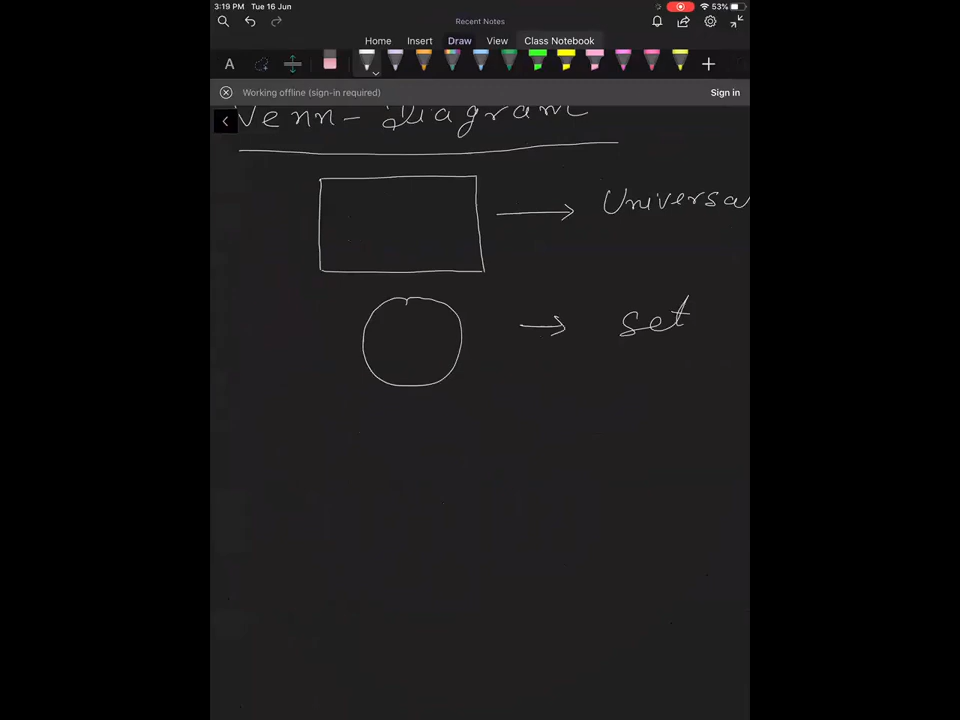 3:19 PM Tue 16 Jun 53%
Recent Notes
Home Insert Draw View Class Notebook
A
Working offline (sign-in required) Sign in
Venn-Diagram
Universa
set